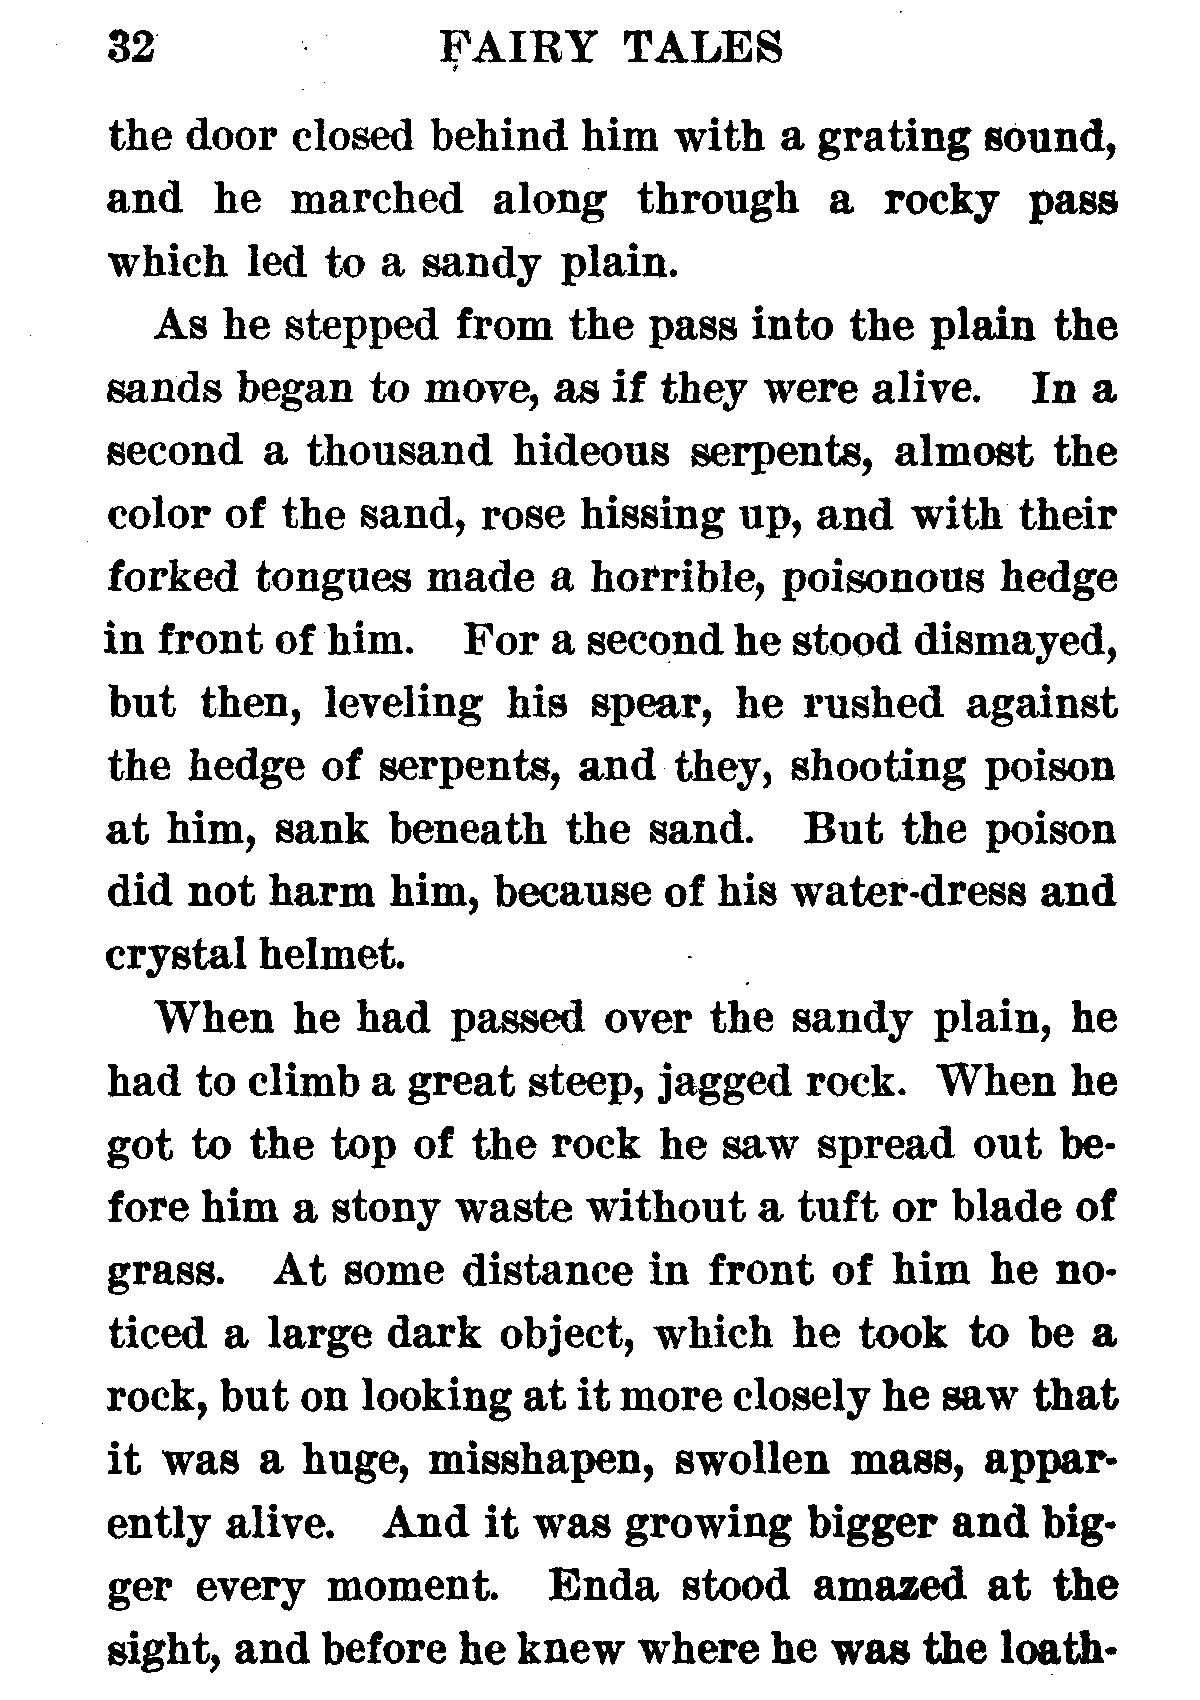 32 FAIRY TALES
the door closed behind him with a grating sound,
and he marched along through a rocky pass
which led to a sandy plain.
As he stepped from the pass into the plain the
sands began to move, as if they were alive. In a
second a thousand hideous serpents, almost the
color of the sand, rose hissing up, and with their
forked tongues made a horrible, poisonous hedge
in front of him. For a second he stood dismayed,
but then, leveling his spear, he rushed against
the hedge of serpents, and they, shooting poison
at him, sank beneath the sand. But the poison
did not harm him, because of his water-dress and
crystal helmet.
When he had passed over the sandy plain, he
had to climb a great steep, jagged rock. When he
got to the top of the rock he saw spread out be-
fore him a stony waste without a tuft or blade of
grass. At some distance in front of him he no-
ticed a large dark object, which he took to be a
rock, but on looking at it more closely he saw that
it was a huge, misshapen, swollen mass, appar-
ently alive. And it was growing bigger and big-
ger every moment. Enda stood amazed at the
sight, and before he knew where he was the loath-